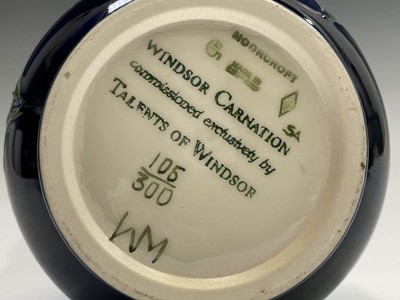 MOORCROFT
MADE IN
ENGLAND
WINDSOR CARNATION
commissioned exclusively by
TALENTS OF WINDSOR
SA
105
300
WM